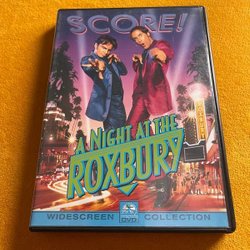 SCORE!
A NIGHT AT THE
ROXBURY
WIDESCREEN DVD COLLECTION